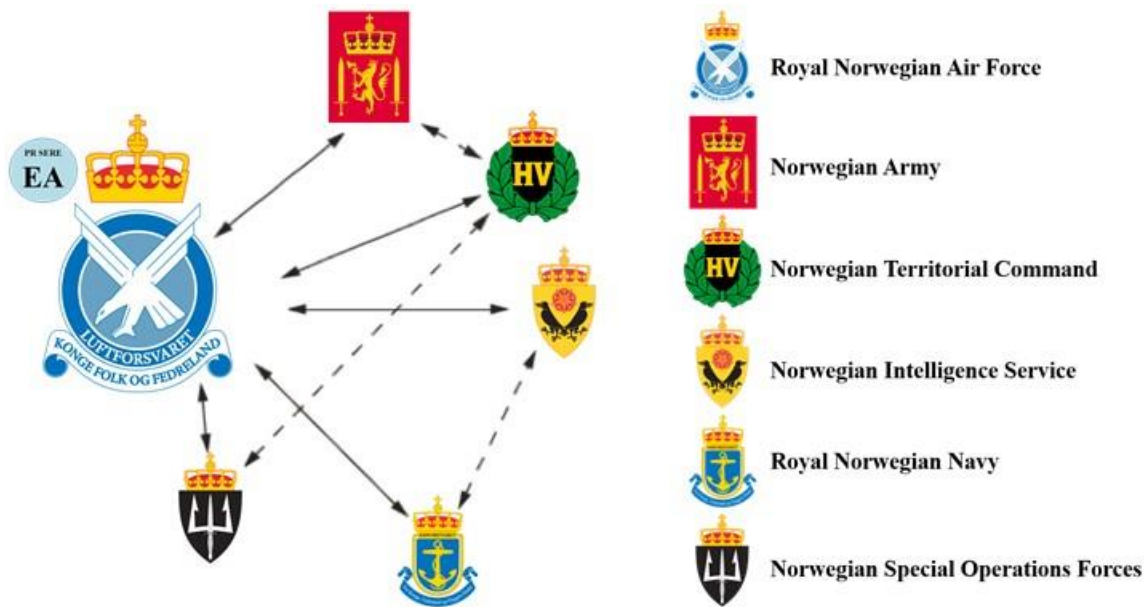 PR SERE
EA
LUFTFORSVARET
KONGE FOLK OG FEDRELAND
HV
Royal Norwegian Air Force
Norwegian Army
HV
Norwegian Territorial Command
Norwegian Intelligence Service
Royal Norwegian Navy
Norwegian Special Operations Forces